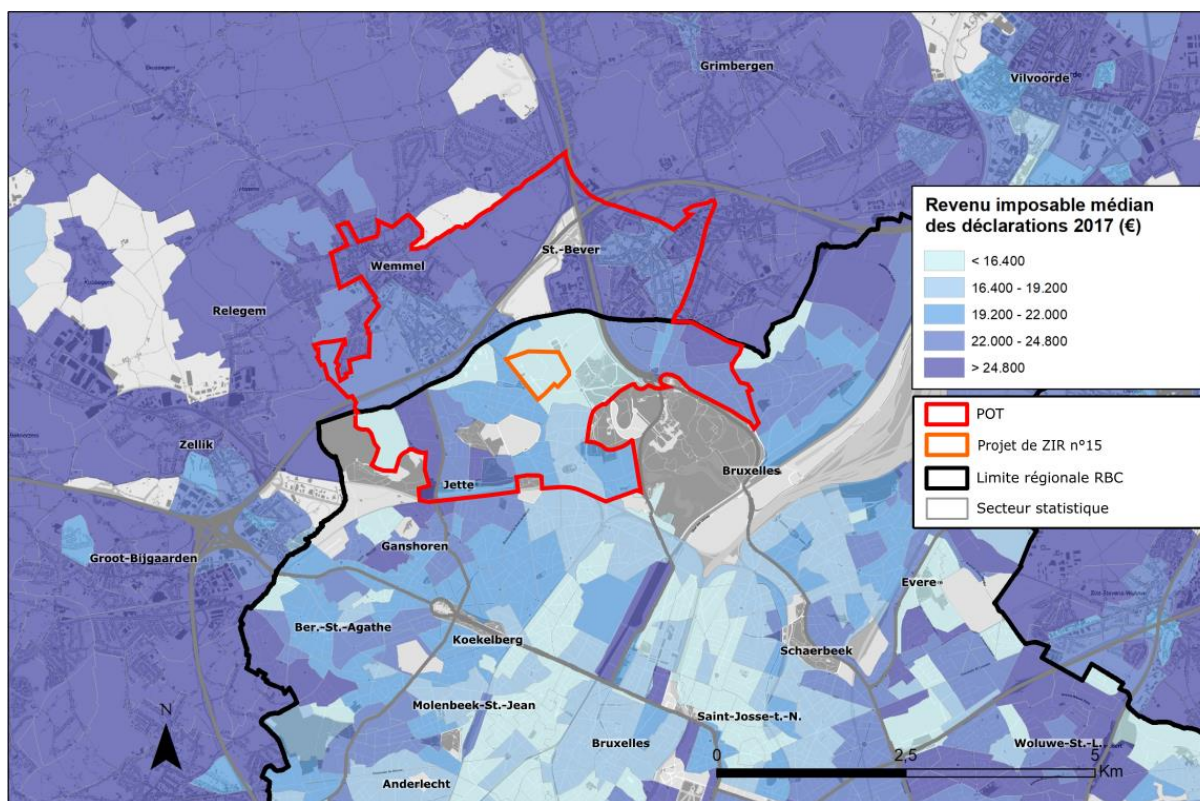 Grimbergen
Vilvoorde
St.-Bever
Wemmel
Relegem
Zellik
Jette
Bruxelles
Groot-Bijgaarden
Ganshoren
Evere
Ber.-St.-Agathe
Koekelberg
Schaerbeek
Molenbeek-St.-Jean
Saint-Josse-t.-N.
Bruxelles
Woluwe-St.-L.
Anderlecht
N
0 2,5 5
Km
Revenu imposable médian
des déclarations 2017 (€)
< 16.400
16.400 - 19.200
19.200 - 22.000
22.000 - 24.800
> 24.800
POT
Projet de ZIR n°15
Limite régionale RBC
Secteur statistique